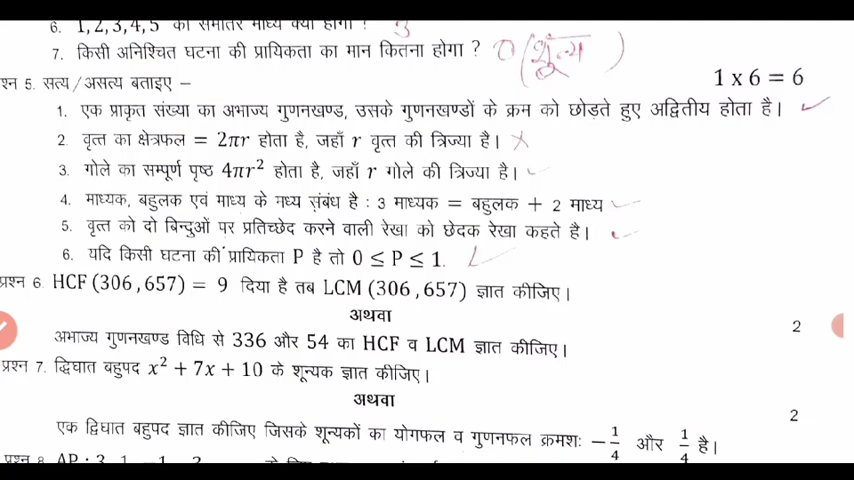 6. 1, 2, 3, 4, 5 का समांतर माध्य क्या होगा ? 3
7. किसी अनिश्चित घटना की प्रायिकता का मान कितना होगा ? 0 (शून्य)
प्रश्न 5. सत्य/असत्य बताइए –
1 x 6 = 6
1. एक प्राकृत संख्या का अभाज्य गुणनखण्ड, उसके गुणनखण्डों के क्रम को छोड़ते हुए अद्वितीय होता है। ✓
2. वृत्त का क्षेत्रफल = 2πr होता है, जहाँ r वृत्त की त्रिज्या है। ✗
3. गोले का सम्पूर्ण पृष्ठ 4πr² होता है, जहाँ r गोले की त्रिज्या है। ✓
4. माध्यक, बहुलक एवं माध्य के मध्य संबंध है : 3 माध्यक = बहुलक + 2 माध्य ✓
5. वृत्त को दो बिन्दुओं पर प्रतिच्छेद करने वाली रेखा को छेदक रेखा कहते है। ✓
6. यदि किसी घटना की प्रायिकता P है तो 0 ≤ P ≤ 1. ✓
प्रश्न 6. HCF (306, 657) = 9 दिया है तब LCM (306, 657) ज्ञात कीजिए।
अथवा
2
अभाज्य गुणनखण्ड विधि से 336 और 54 का HCF व LCM ज्ञात कीजिए।
प्रश्न 7. द्विघात बहुपद x² + 7x + 10 के शून्यक ज्ञात कीजिए।
अथवा
2
एक द्विघात बहुपद ज्ञात कीजिए जिसके शून्यकों का योगफल व गुणनफल क्रमशः −1/4 और 1/4 है।
प्रश्न 8. AP : 3